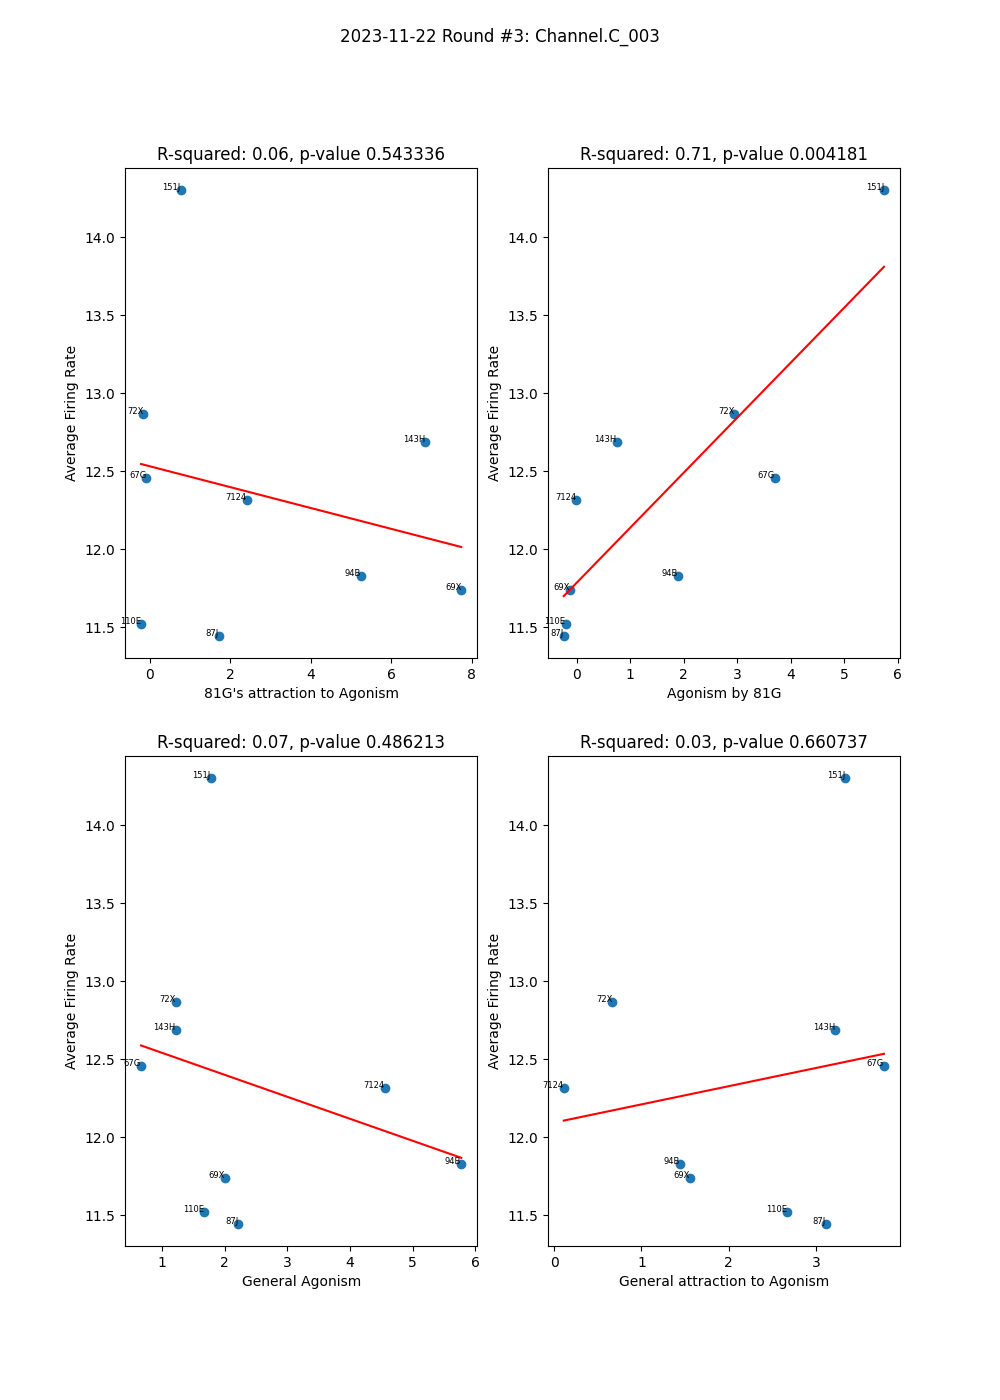 2023-11-22 Round #3: Channel.C_003
R-squared: 0.06, p-value 0.543336
Average Firing Rate
14.0
13.5
13.0
12.5
12.0
11.5
151J
72X
143H
67G
7124
94B
69X
110E
87J
0 2 4 6 8
81G's attraction to Agonism
R-squared: 0.71, p-value 0.004181
Average Firing Rate
14.0
13.5
13.0
12.5
12.0
11.5
151J
72X
143H
67G
7124
94B
69X
110E
87J
0 1 2 3 4 5 6
Agonism by 81G
R-squared: 0.07, p-value 0.486213
Average Firing Rate
14.0
13.5
13.0
12.5
12.0
11.5
151J
72X
143H
67G
7124
94B
69X
110E
87J
1 2 3 4 5 6
General Agonism
R-squared: 0.03, p-value 0.660737
Average Firing Rate
14.0
13.5
13.0
12.5
12.0
11.5
151J
72X
143H
67G
7124
94B
69X
110E
87J
0 1 2 3
General attraction to Agonism